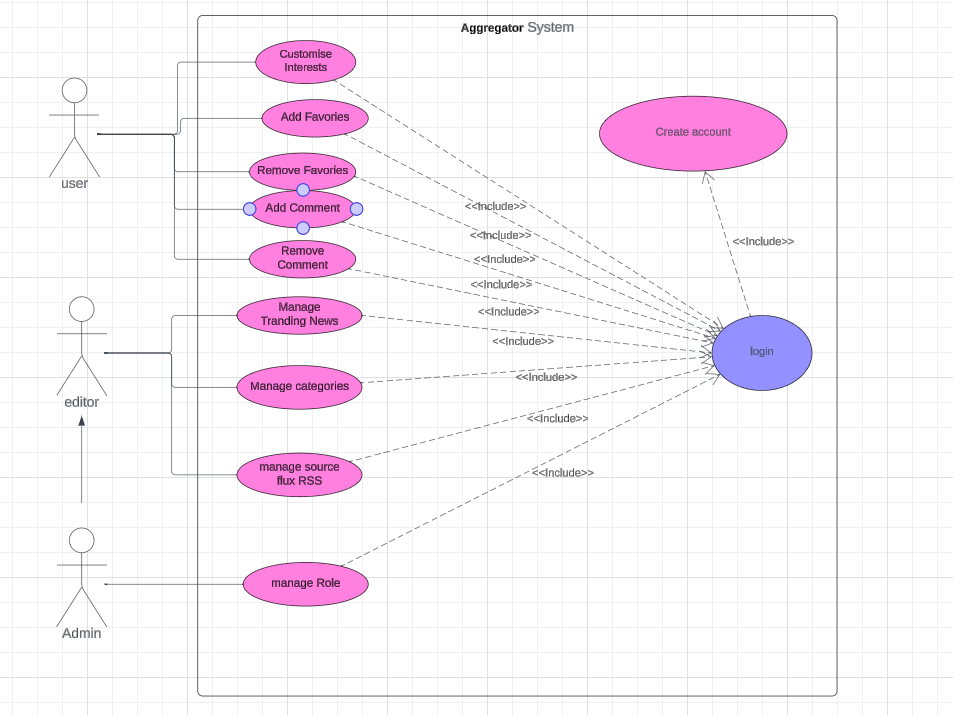 Aggregator System
Customise
Interests
Add Favories
Create account
Remove Favories
user
Add Comment
<<Include>>
<<Include>>
<<Include>>
Remove
Comment
<<Include>>
<<Include>>
Manage
Tranding News
<<Include>>
<<Include>>
login
Manage categories
<<Include>>
editor
<<Include>>
manage source
flux RSS
<<Include>>
manage Role
Admin